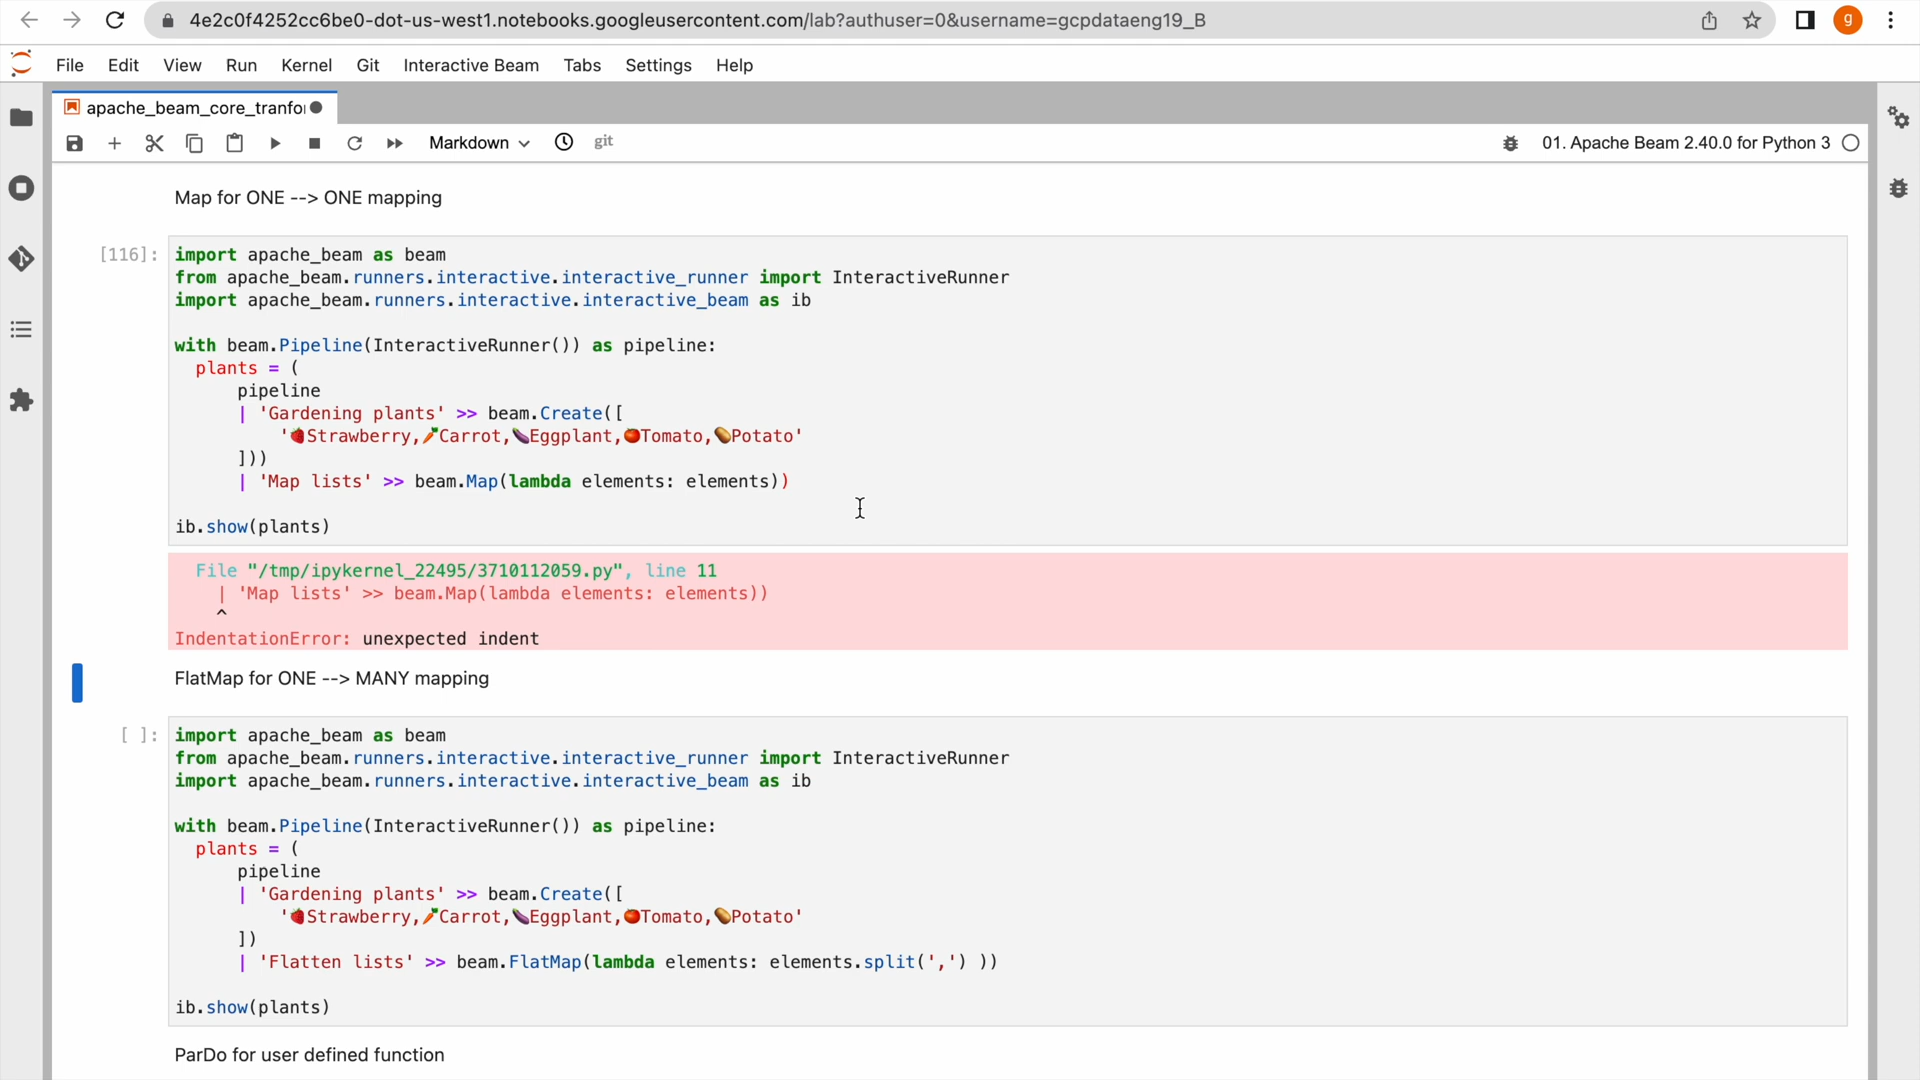 4e2c0f4252cc6be0-dot-us-west1.notebooks.googleusercontent.com/lab?authuser=0&username=gcpdataeng19_B
g
File Edit View Run Kernel Git Interactive Beam Tabs Settings Help
apache_beam_core_tranfo
Markdown git 01. Apache Beam 2.40.0 for Python 3
Map for ONE --> ONE mapping
[116]: import apache_beam as beam
from apache_beam.runners.interactive.interactive_runner import InteractiveRunner
import apache_beam.runners.interactive.interactive_beam as ib
with beam.Pipeline(InteractiveRunner()) as pipeline:
plants = (
pipeline
| 'Gardening plants' >> beam.Create([
'🍓Strawberry,🥕Carrot,🍆Eggplant,🍅Tomato,🥔Potato'
]))
| 'Map lists' >> beam.Map(lambda elements: elements))
ib.show(plants)
File "/tmp/ipykernel_22495/3710112059.py", line 11
| 'Map lists' >> beam.Map(lambda elements: elements))
^
IndentationError: unexpected indent
FlatMap for ONE --> MANY mapping
[ ]: import apache_beam as beam
from apache_beam.runners.interactive.interactive_runner import InteractiveRunner
import apache_beam.runners.interactive.interactive_beam as ib
with beam.Pipeline(InteractiveRunner()) as pipeline:
plants = (
pipeline
| 'Gardening plants' >> beam.Create([
'🍓Strawberry,🥕Carrot,🍆Eggplant,🍅Tomato,🥔Potato'
])
| 'Flatten lists' >> beam.FlatMap(lambda elements: elements.split(',') ))
ib.show(plants)
ParDo for user defined function